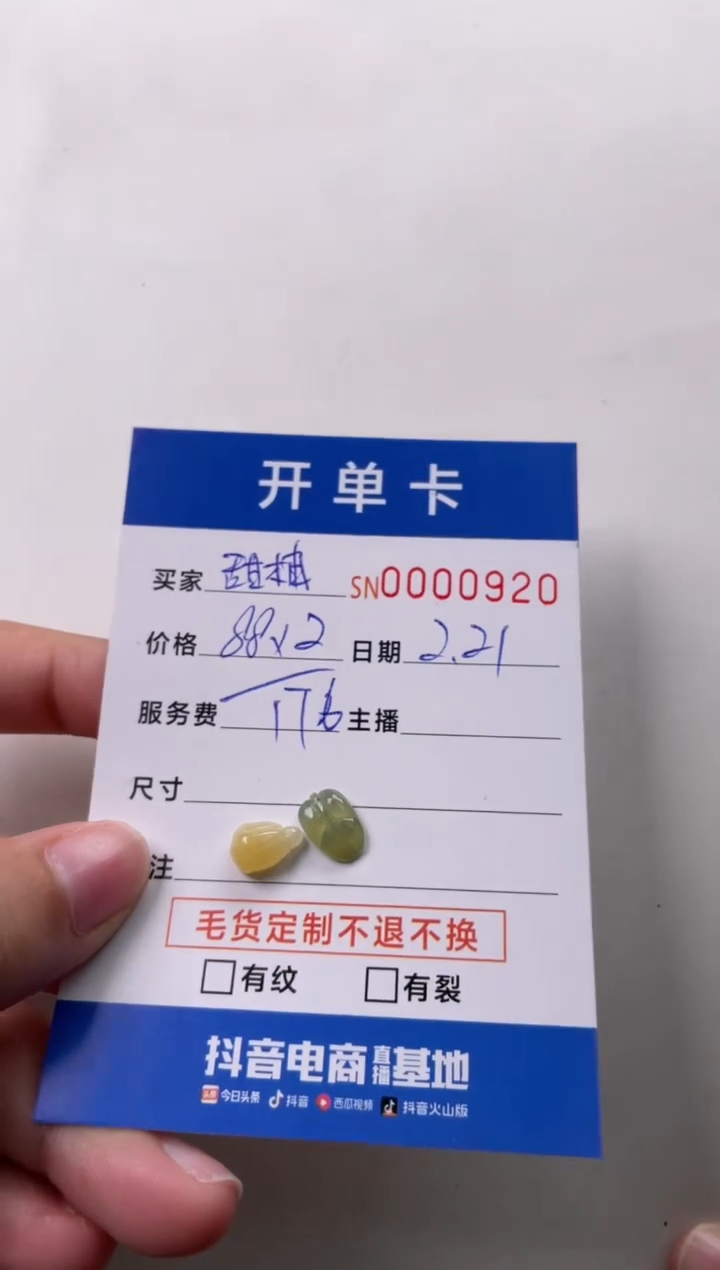 开单卡
买家 甜柚 SN0000920
价格 88x2 日期 2.21
服务费 176 主播
尺寸
注
毛货定制不退不换
有纹 有裂
抖音电商直播基地
头条 今日头条 抖音 西瓜视频 抖音火山版